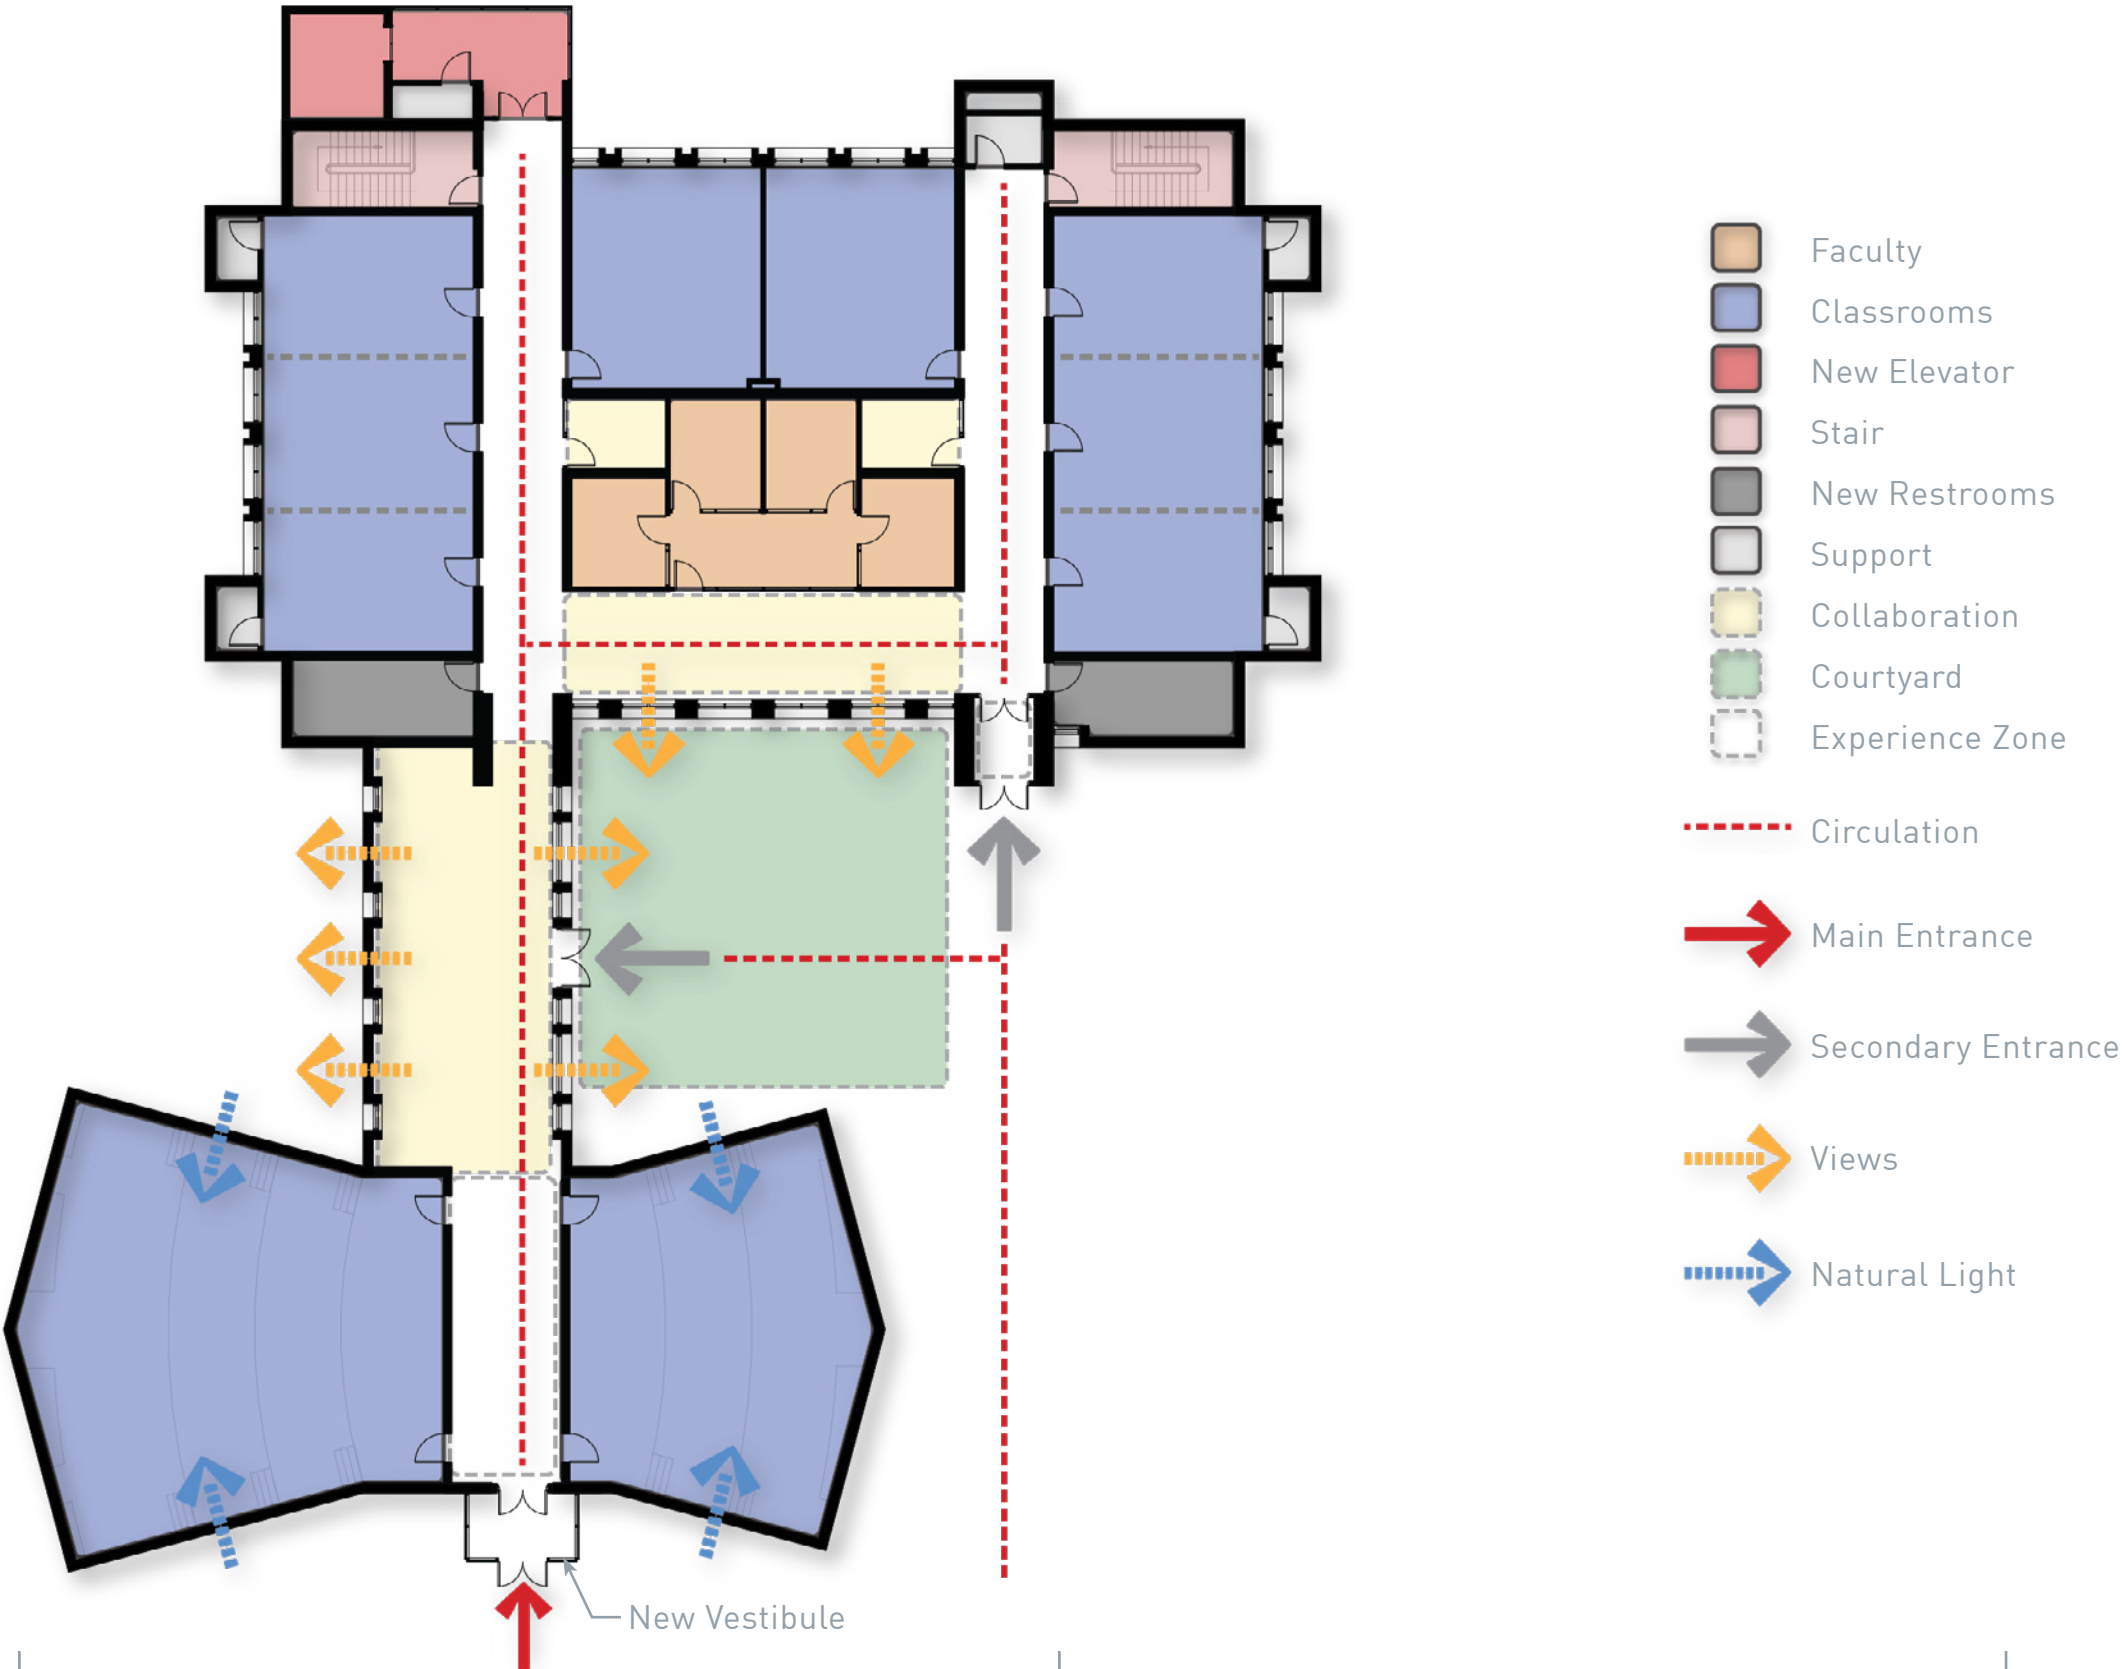 Faculty
Classrooms
New Elevator
Stair
New Restrooms
Support
Collaboration
Courtyard
Experience Zone
Circulation
Main Entrance
Secondary Entrance
Views
Natural Light
New Vestibule